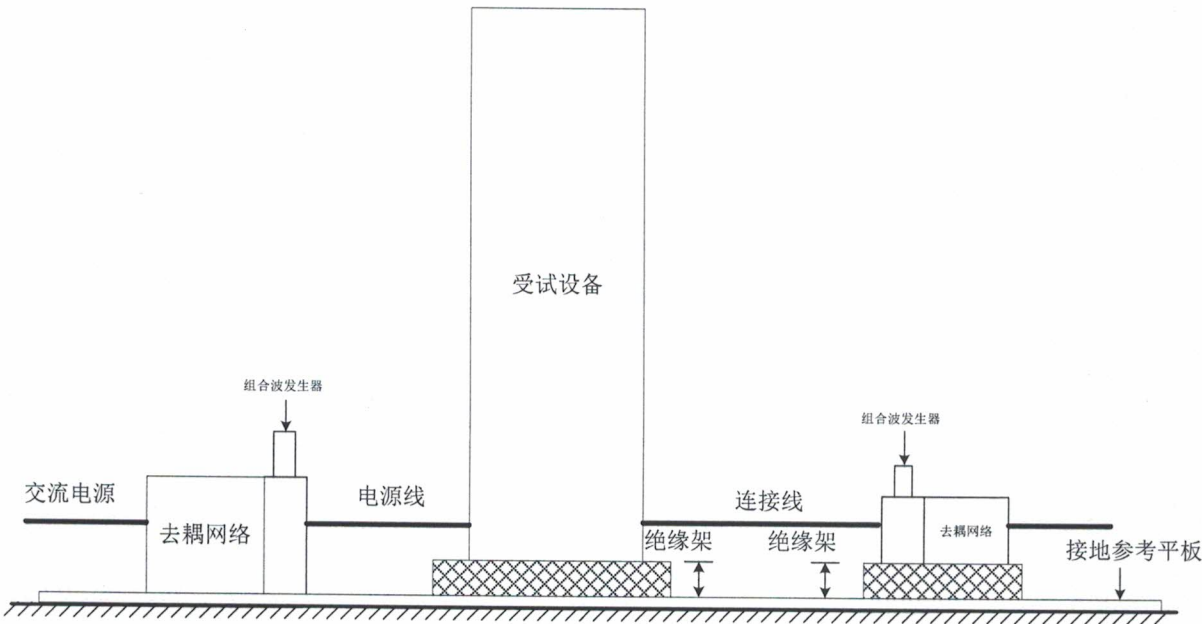 受试设备
组合波发生器
组合波发生器
交流电源
电源线
连接线
去耦网络
去耦网络
绝缘架
绝缘架
接地参考平板